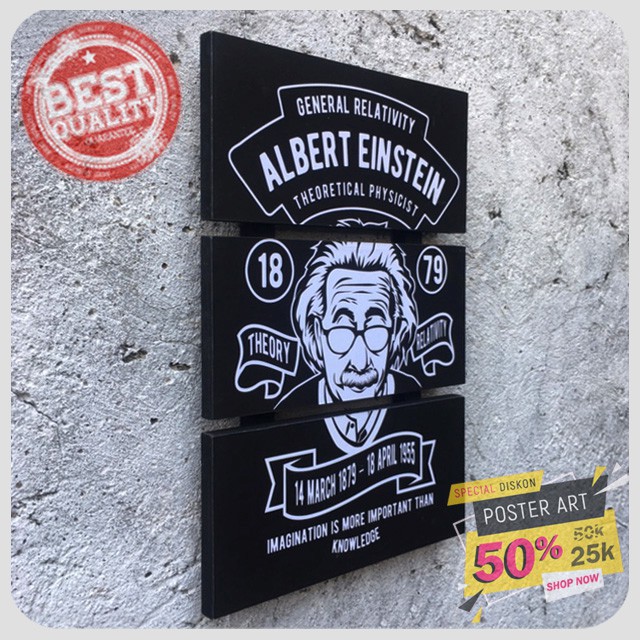 BEST
QUALITY
GENERAL RELATIVITY
ALBERT EINSTEIN
THEORETICAL PHYSICIST
18
79
THEORY
RELATIVITY
14 MARCH 1879 - 18 APRIL 1955
IMAGINATION IS MORE IMPORTANT THAN
KNOWLEDGE
SPECIAL DISKON
POSTER ART
50%
50k
25k
SHOP NOW